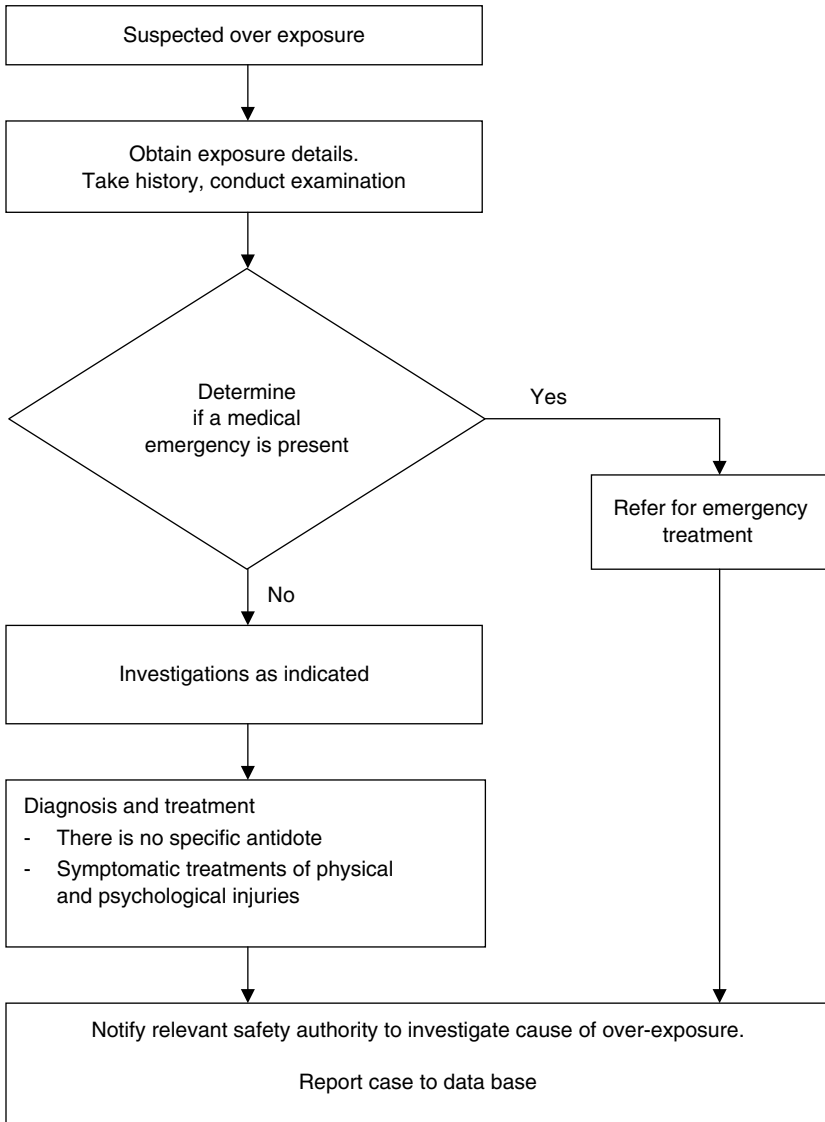 Suspected over exposure
Obtain exposure details.
Take history, conduct examination
Determine
if a medical
emergency is present
Yes
Refer for emergency
treatment
No
Investigations as indicated
Diagnosis and treatment
- There is no specific antidote
- Symptomatic treatments of physical
and psychological injuries
Notify relevant safety authority to investigate cause of over-exposure.
Report case to data base